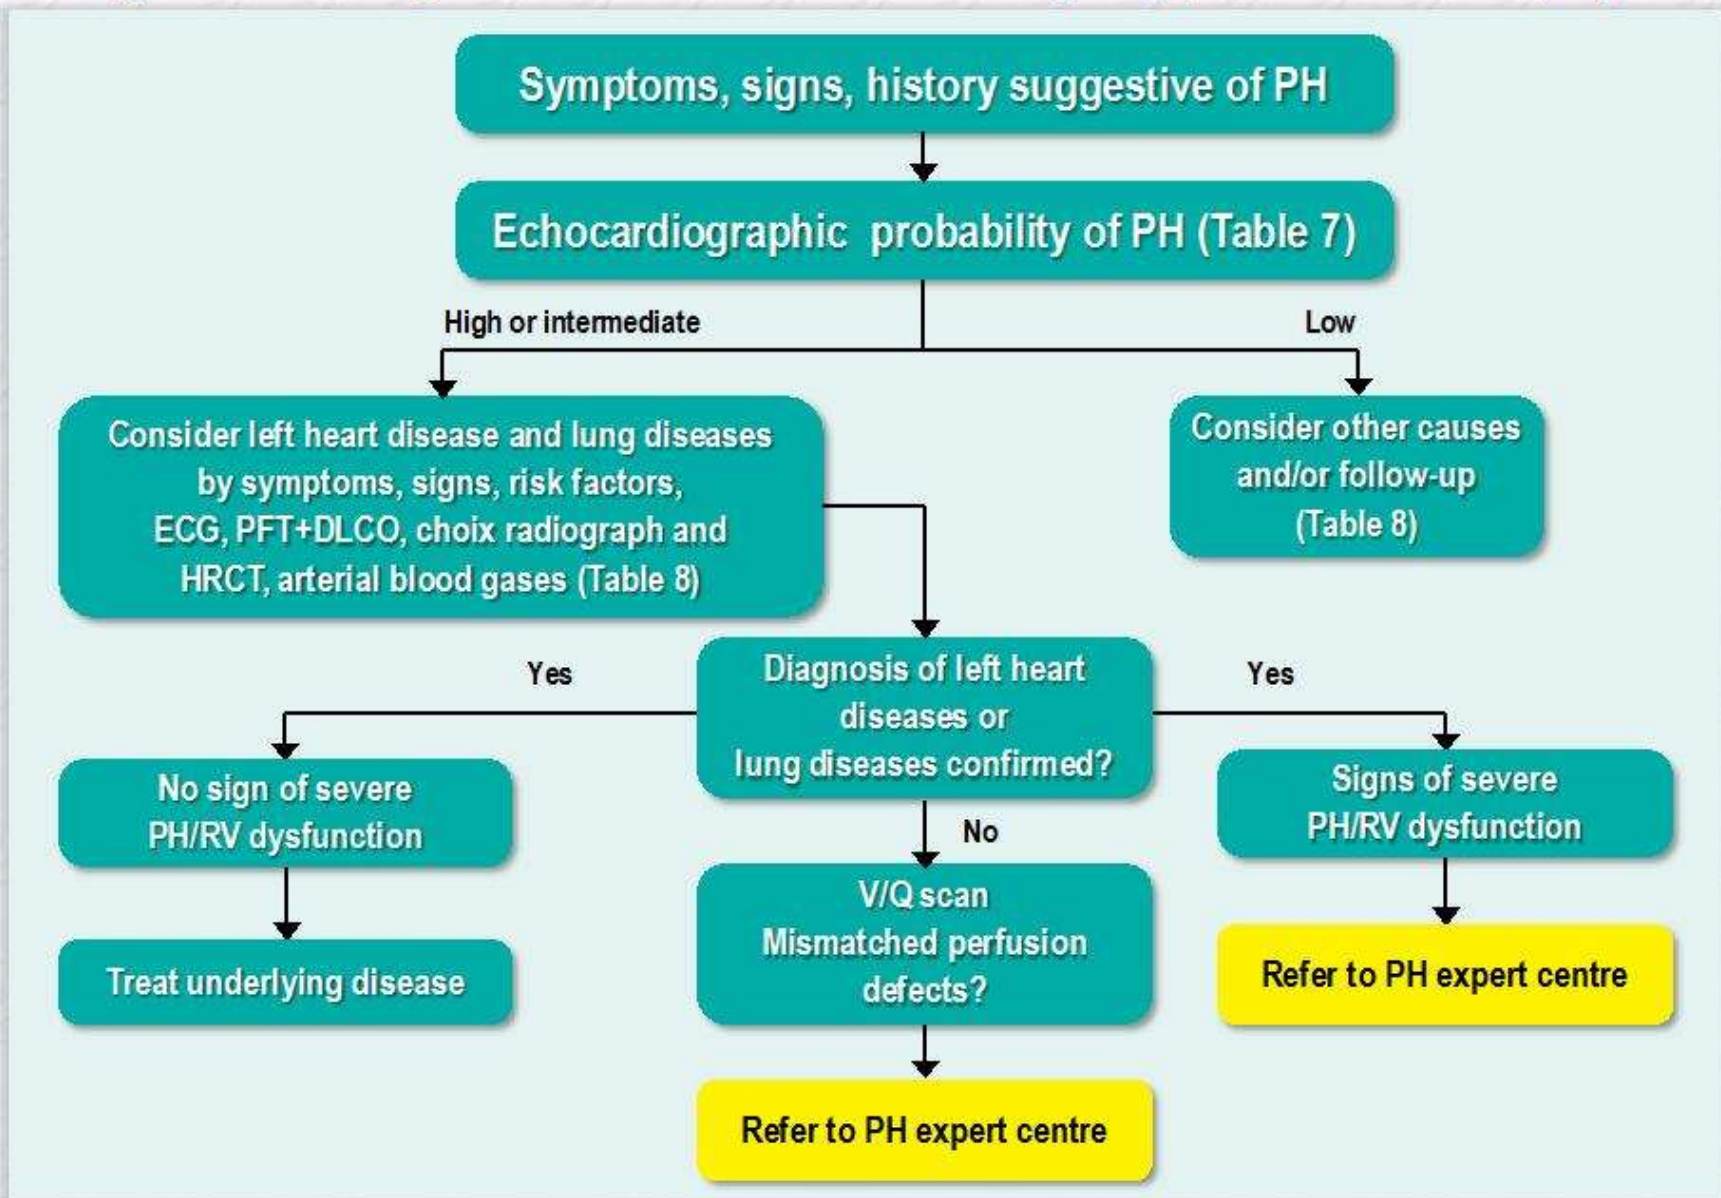 Symptoms, signs, history suggestive of PH
Echocardiographic probability of PH (Table 7)
High or intermediate
Low
Consider left heart disease and lung diseases
by symptoms, signs, risk factors,
ECG, PFT+DLCO, choix radiograph and
HRCT, arterial blood gases (Table 8)
Consider other causes
and/or follow-up
(Table 8)
Yes
Diagnosis of left heart
diseases or
lung diseases confirmed?
Yes
No sign of severe
PH/RV dysfunction
Signs of severe
PH/RV dysfunction
No
V/Q scan
Mismatched perfusion
defects?
Treat underlying disease
Refer to PH expert centre
Refer to PH expert centre